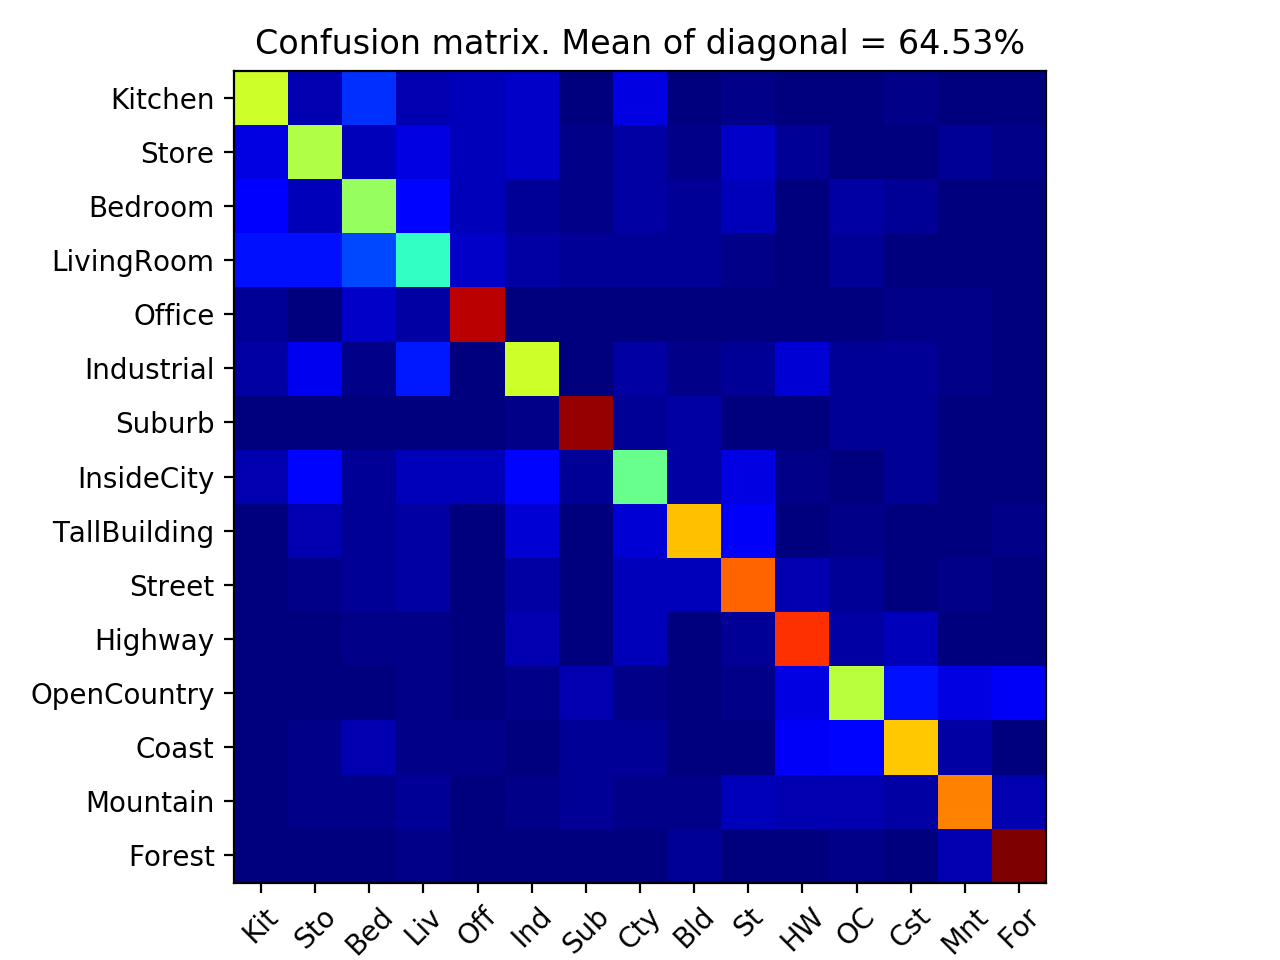 Confusion matrix. Mean of diagonal = 64.53%
Kitchen
Store
Bedroom
LivingRoom
Office
Industrial
Suburb
InsideCity
TallBuilding
Street
Highway
OpenCountry
Coast
Mountain
Forest
Kit Sto Bed Liv Off Ind Sub Cty Bld St HW OC Cst Mnt For